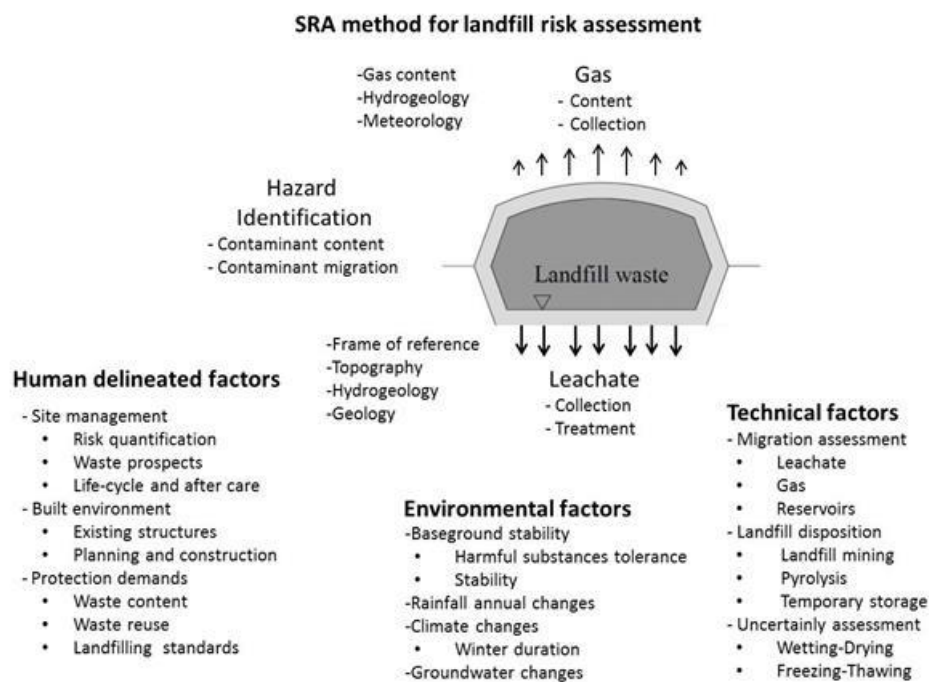 SRA method for landfill risk assessment
-Gas content
-Hydrogeology
-Meteorology
Gas
- Content
- Collection
Hazard
Identification
- Contaminant content
- Contaminant migration
Landfill waste
-Frame of reference
-Topography
-Hydrogeology
-Geology
Leachate
- Collection
- Treatment
Human delineated factors
- Site management
• Risk quantification
• Waste prospects
• Life-cycle and after care
- Built environment
• Existing structures
• Planning and construction
- Protection demands
• Waste content
• Waste reuse
• Landfilling standards
Environmental factors
-Baseground stability
• Harmful substances tolerance
• Stability
-Rainfall annual changes
-Climate changes
• Winter duration
-Groundwater changes
Technical factors
- Migration assessment
• Leachate
• Gas
• Reservoirs
- Landfill disposition
• Landfill mining
• Pyrolysis
• Temporary storage
- Uncertainly assessment
• Wetting-Drying
• Freezing-Thawing